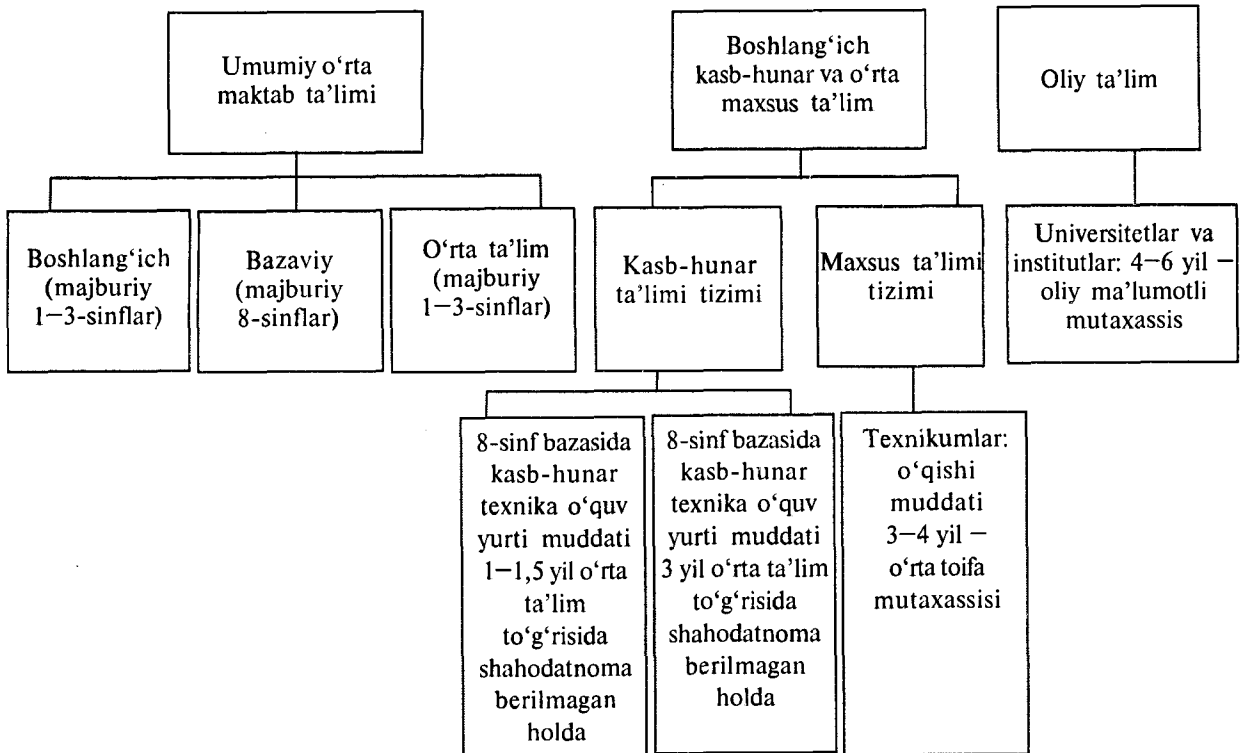 Umumiy o‘rta
maktab ta’limi
Boshlang‘ich
kasb-hunar va o‘rta
maxsus ta’lim
Oliy ta’lim
Boshlang‘ich
(majburiy
1—3-sinflar)
Bazaviy
(majburiy
8-sinflar)
O‘rta ta’lim
(majburiy
1—3-sinflar)
Kasb-hunar
ta’limi tizimi
Maxsus ta’limi
tizimi
Universitetlar va
institutlar: 4—6 yil —
oliy ma’lumotli
mutaxassis
8-sinf bazasida
kasb-hunar
texnika o‘quv
yurti muddati
1—1,5 yil o‘rta
ta’lim
to‘g‘risida
shahodatnoma
berilmagan
holda
8-sinf bazasida
kasb-hunar
texnika o‘quv
yurti muddati
3 yil o‘rta ta’lim
to‘g‘risida
shahodatnoma
berilmagan
holda
Texnikumlar:
o‘qishi
muddati
3—4 yil —
o‘rta toifa
mutaxassisi